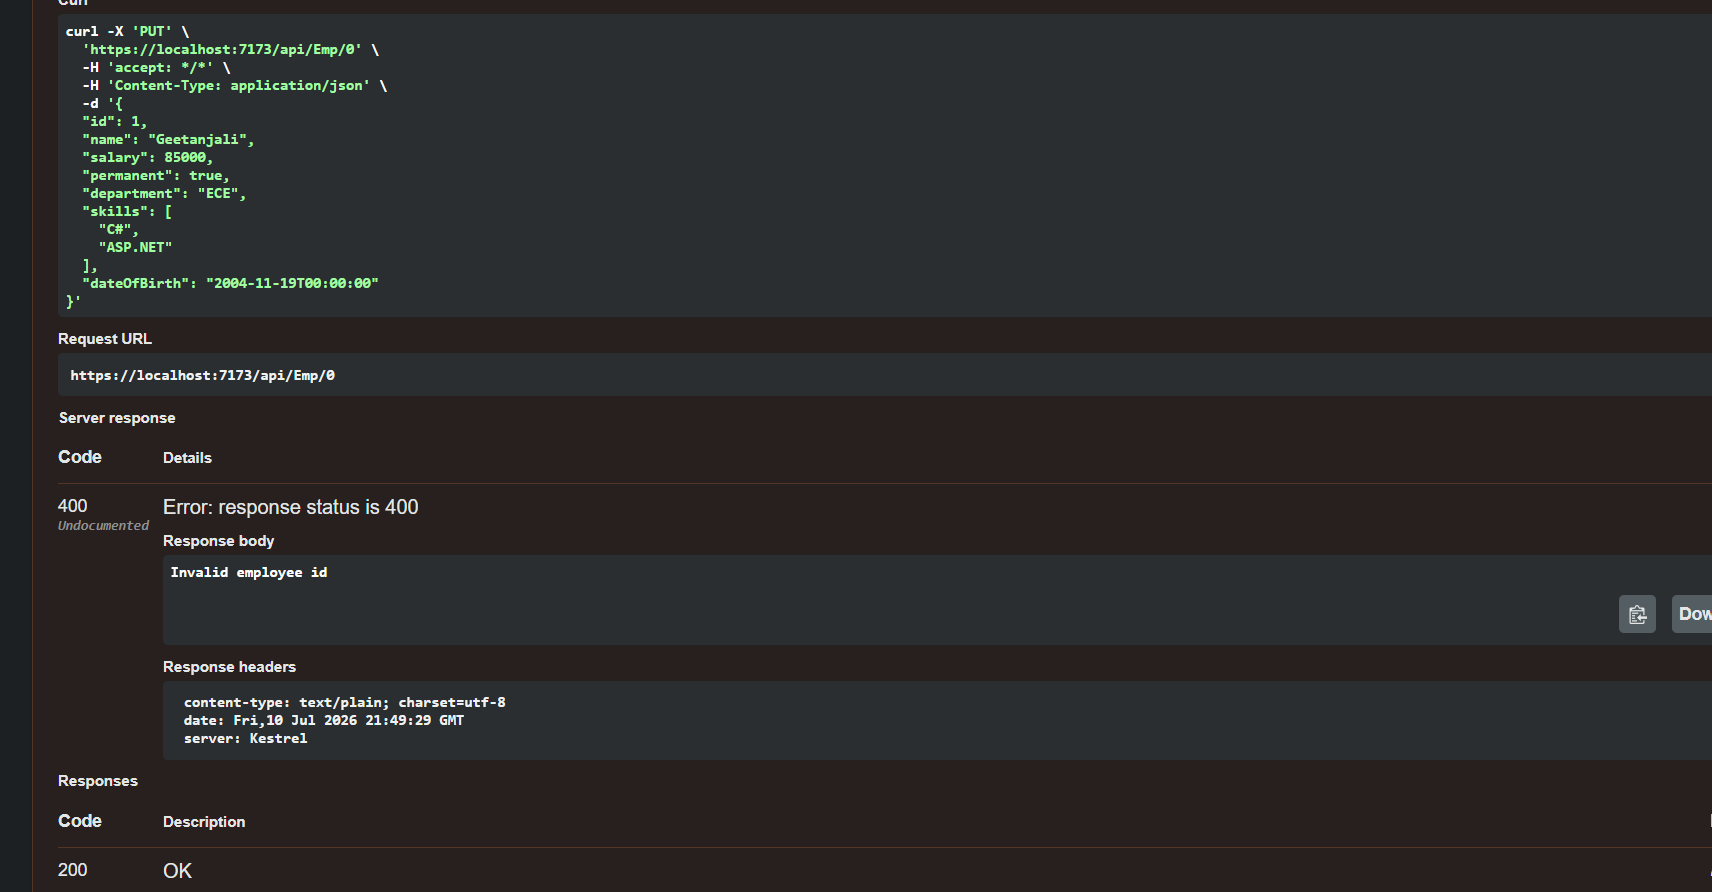 Curl
curl -X 'PUT' \
  'https://localhost:7173/api/Emp/0' \
  -H 'accept: */*' \
  -H 'Content-Type: application/json' \
  -d '{
  "id": 1,
  "name": "Geetanjali",
  "salary": 85000,
  "permanent": true,
  "department": "ECE",
  "skills": [
    "C#",
    "ASP.NET"
  ],
  "dateOfBirth": "2004-11-19T00:00:00"
}'
Request URL
https://localhost:7173/api/Emp/0
Server response
Code Details
400 Error: response status is 400
Undocumented
Response body
Invalid employee id
Dow
Response headers
content-type: text/plain; charset=utf-8
date: Fri,10 Jul 2026 21:49:29 GMT
server: Kestrel
Responses
Code Description
200 OK